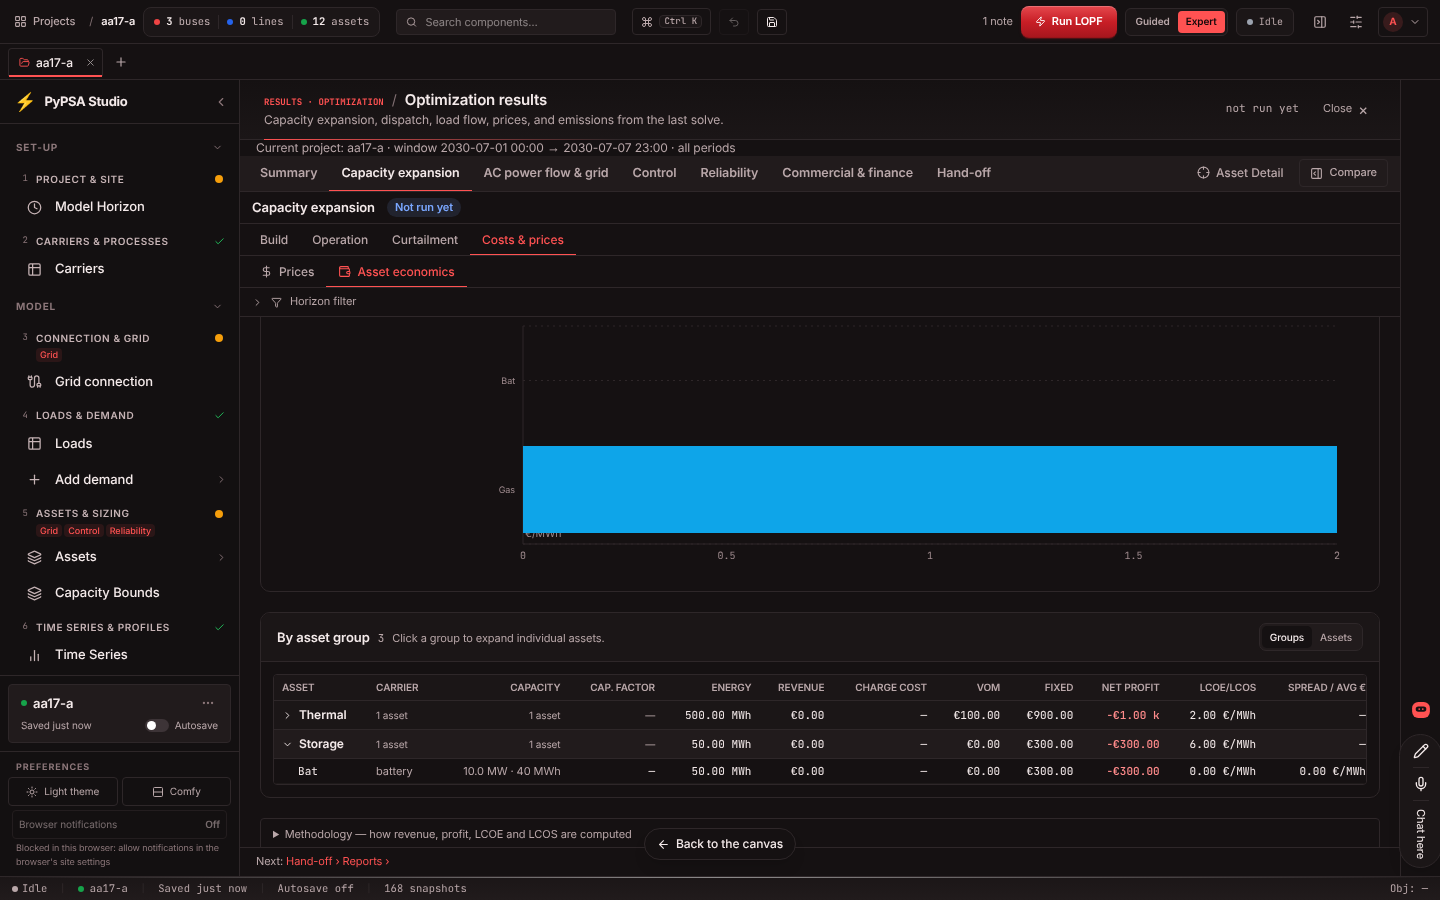 Projects / aa17-a 3 buses 0 lines 12 assets Search components... ⌘ Ctrl K 1 note Run LOPF Guided Expert Idle A
aa17-a
PyPSA Studio
SET-UP
1 PROJECT & SITE
Model Horizon
2 CARRIERS & PROCESSES
Carriers
MODEL
3 CONNECTION & GRID
Grid
Grid connection
4 LOADS & DEMAND
Loads
Add demand
5 ASSETS & SIZING
Grid Control Reliability
Assets
Capacity Bounds
6 TIME SERIES & PROFILES
Time Series
aa17-a
Saved just now Autosave
PREFERENCES
Light theme Comfy
Browser notifications Off
Blocked in this browser: allow notifications in the
browser's site settings
RESULTS · OPTIMIZATION / Optimization results
Capacity expansion, dispatch, load flow, prices, and emissions from the last solve.
not run yet Close
Current project: aa17-a · window 2030-07-01 00:00 → 2030-07-07 23:00 · all periods
Summary Capacity expansion AC power flow & grid Control Reliability Commercial & finance Hand-off Asset Detail Compare
Capacity expansion Not run yet
Build Operation Curtailment Costs & prices
Prices Asset economics
Horizon filter
Bat
Gas
€/MWh
0 0.5 1 1.5 2
By asset group 3 Click a group to expand individual assets. Groups Assets
ASSET CARRIER CAPACITY CAP. FACTOR ENERGY REVENUE CHARGE COST VOM FIXED NET PROFIT LCOE/LCOS SPREAD / AVG €
Thermal 1 asset 1 asset — 500.00 MWh €0.00 — €100.00 €900.00 -€1.00 k 2.00 €/MWh —
Storage 1 asset 1 asset — 50.00 MWh €0.00 — €0.00 €300.00 -€300.00 6.00 €/MWh —
Bat battery 10.0 MW · 40 MWh — 50.00 MWh €0.00 — €0.00 €300.00 -€300.00 0.00 €/MWh 0.00 €/MWh
Methodology — how revenue, profit, LCOE and LCOS are computed
Back to the canvas
Next: Hand-off › Reports ›
Chat here
Idle aa17-a Saved just now Autosave off 168 snapshots Obj: —